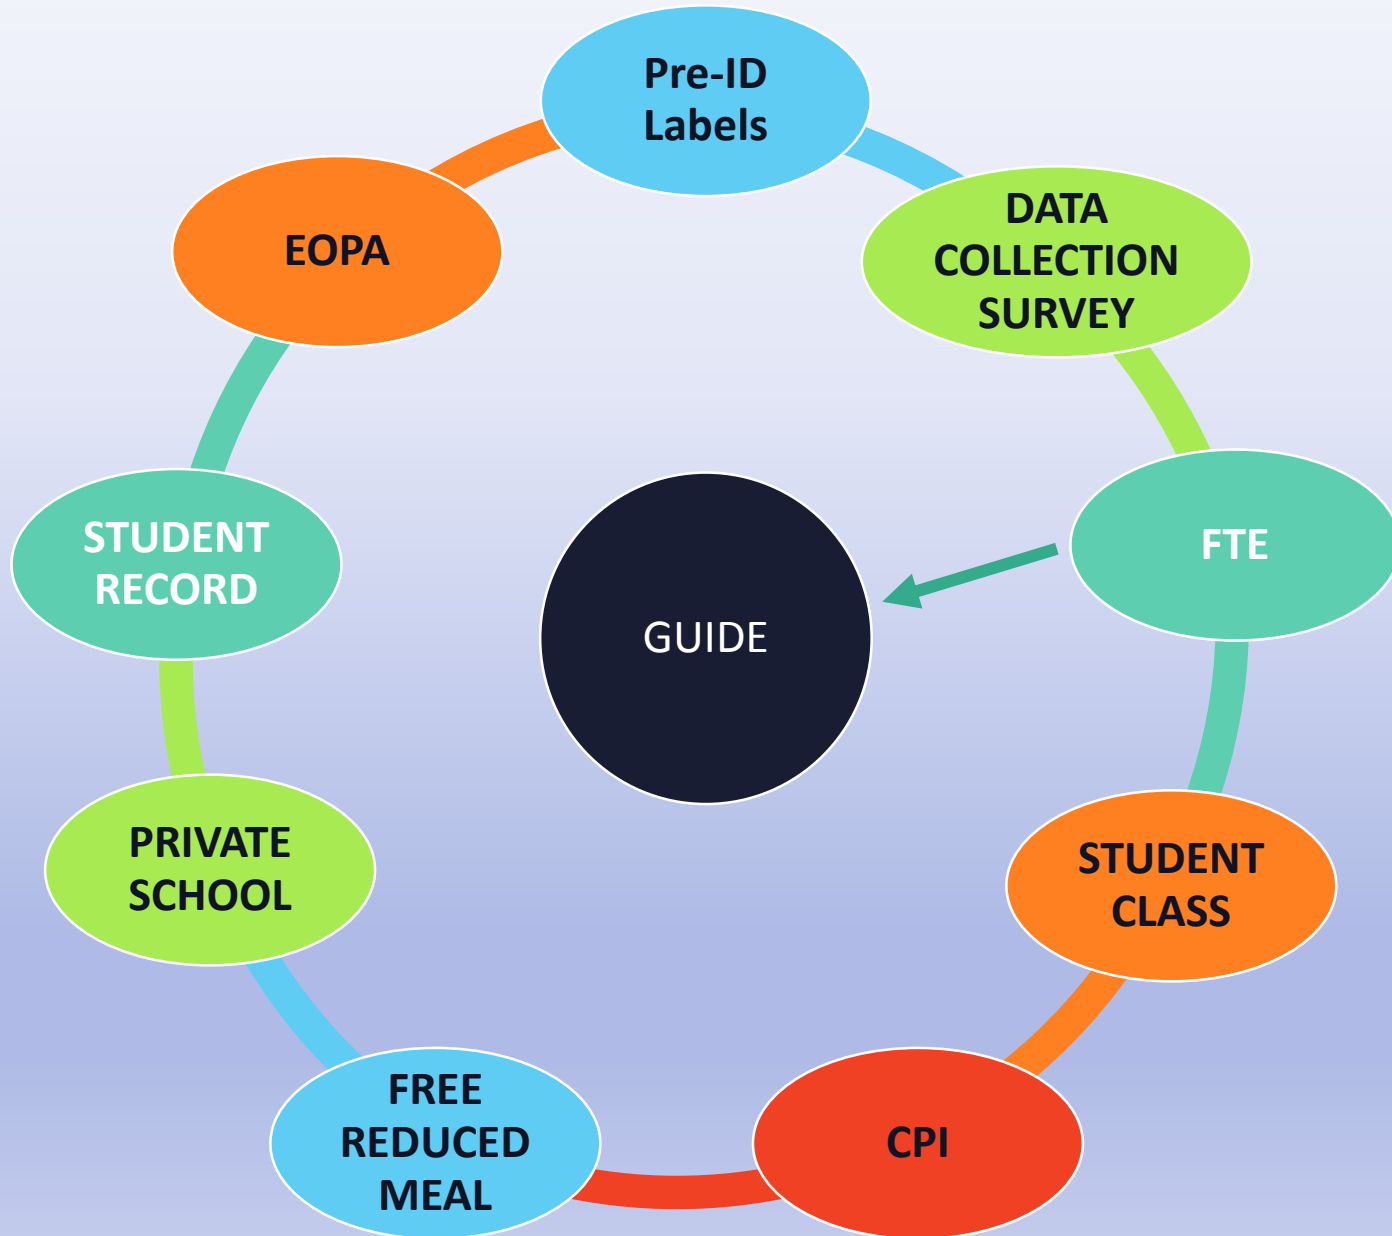 Pre-ID
Labels
DATA
COLLECTION
SURVEY
FTE
STUDENT
CLASS
CPI
FREE
REDUCED
MEAL
PRIVATE
SCHOOL
STUDENT
RECORD
EOPA
GUIDE